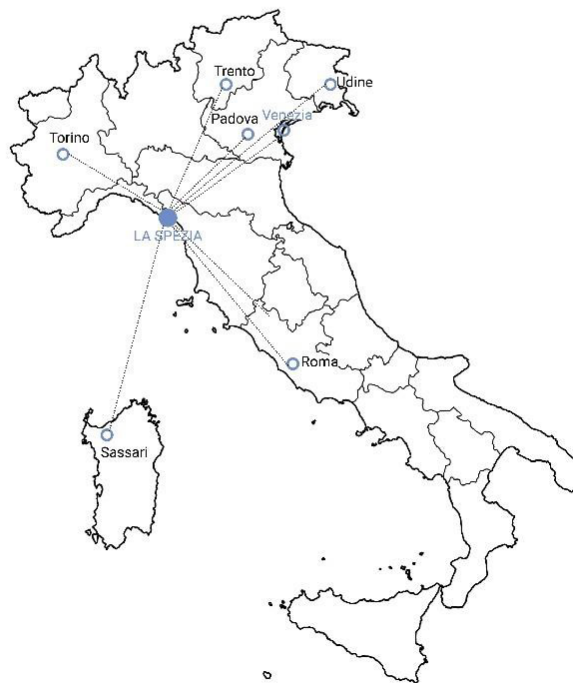 Trento
Udine
Padova
Venezia
Torino
LA SPEZIA
Roma
Sassari